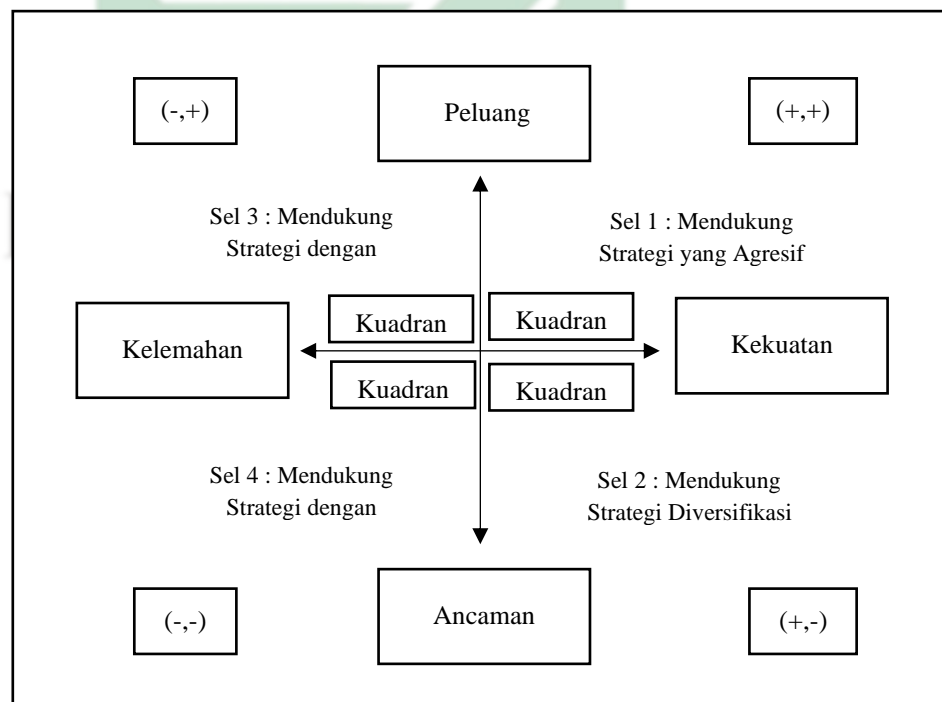 (-,+)
Peluang
(+,+)
Sel 3 : Mendukung
Strategi dengan
Sel 1 : Mendukung
Strategi yang Agresif
Kuadran
Kuadran
Kelemahan
Kekuatan
Kuadran
Kuadran
Sel 4 : Mendukung
Strategi dengan
Sel 2 : Mendukung
Strategi Diversifikasi
(-,-)
Ancaman
(+,-)